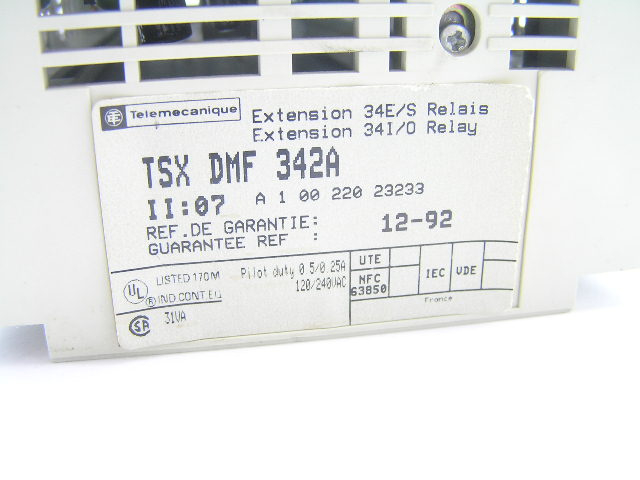 Telemecanique
Extension 34E/S Relais
Extension 34I/O Relay
TSX DMF 342A
II:07 A 1 00 220 23233
REF.DE GARANTIE: 12-92
GUARANTEE REF :
UL LISTED 170M
® IND.CONT.EQ
Pilot duty 0.5/0.25A
120/240VAC
SA 31VA
UTE
NFC
63850
IEC
VDE
France